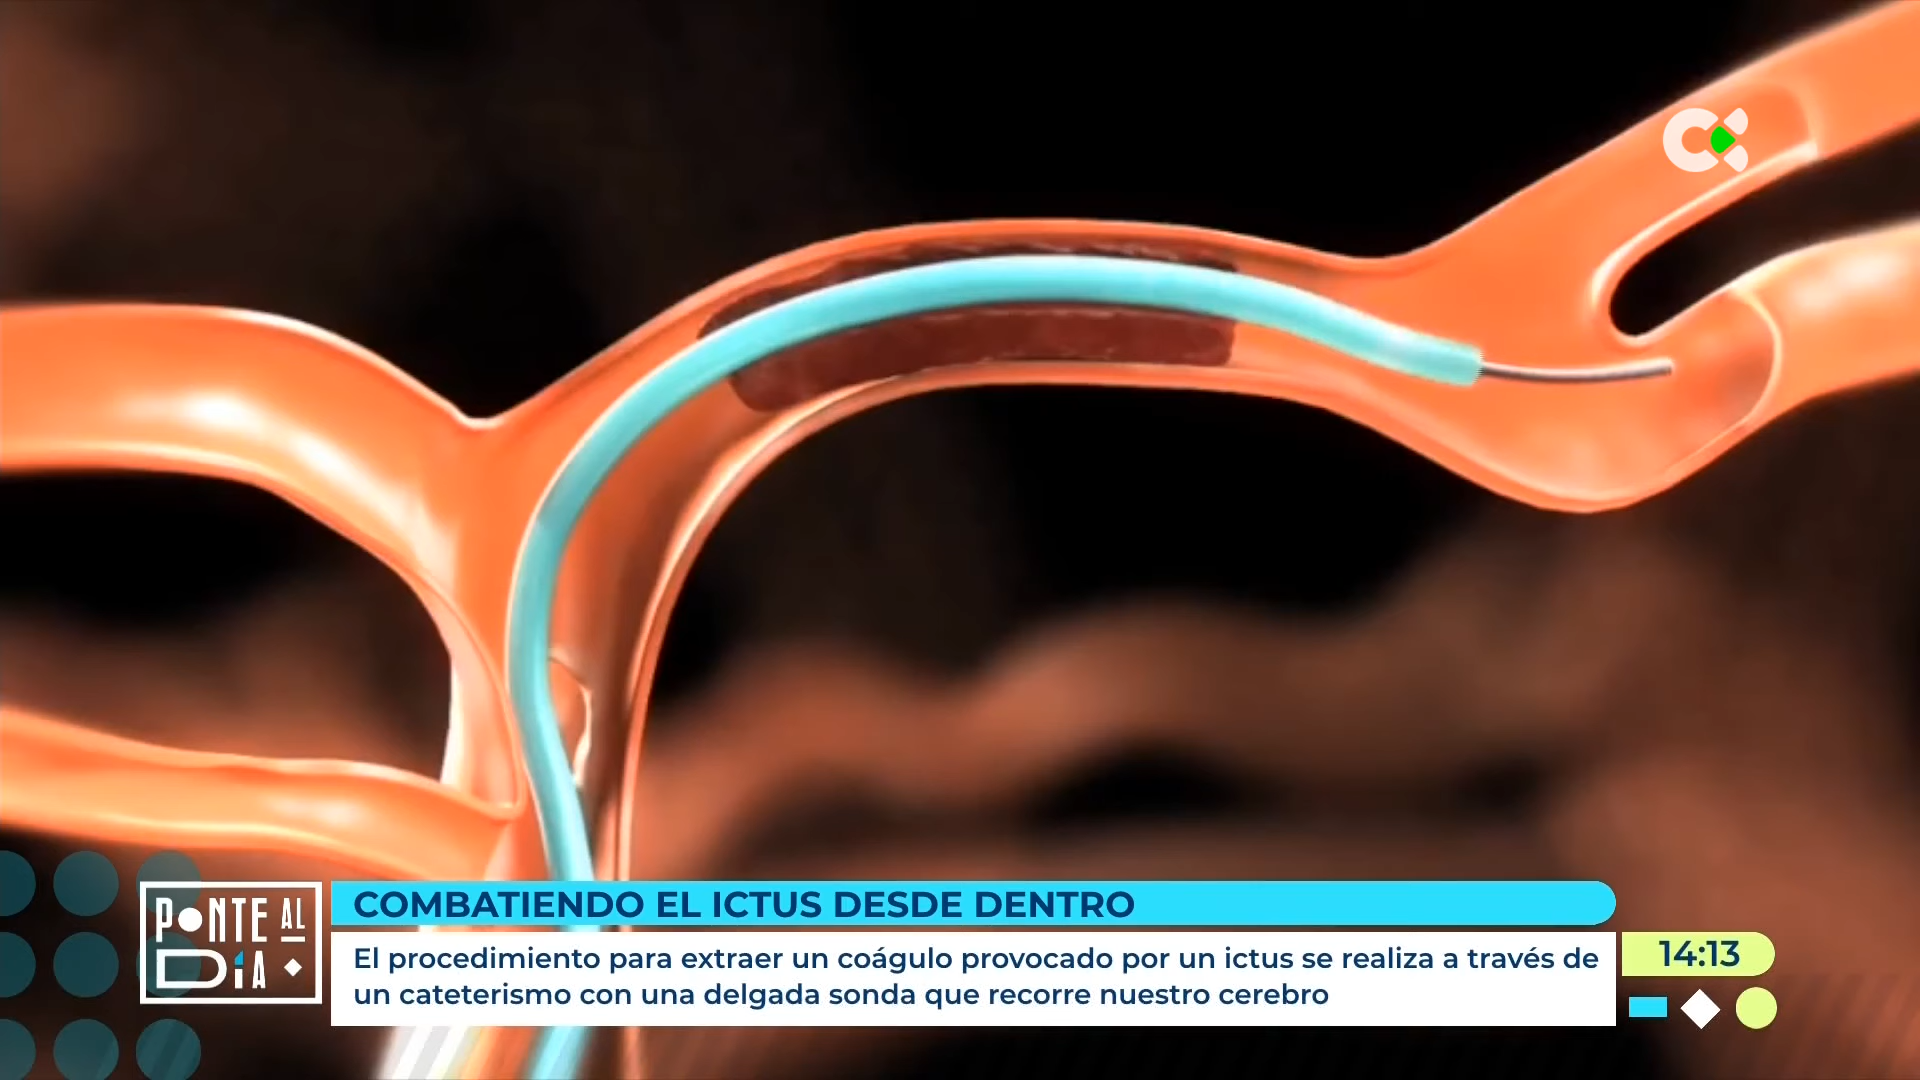 COMBATIENDO EL ICTUS DESDE DENTRO
PONTE AL
DÍA
El procedimiento para extraer un coágulo provocado por un ictus se realiza a través de
un cateterismo con una delgada sonda que recorre nuestro cerebro
14:13